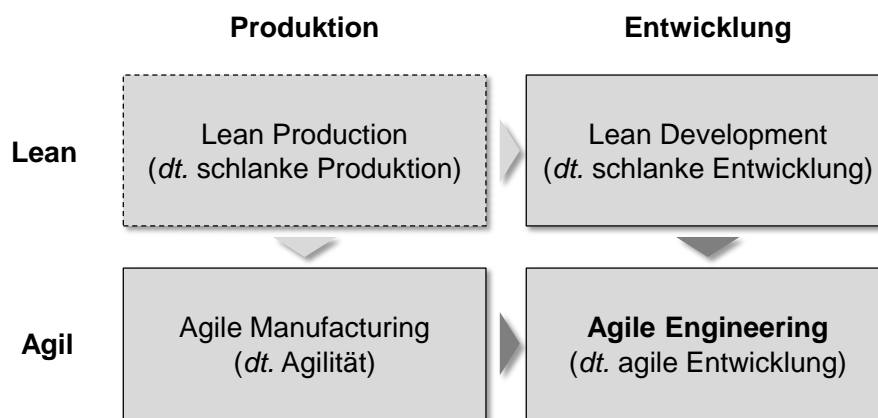 Produktion
Entwicklung
Lean
Lean Production
(dt. schlanke Produktion)
Lean Development
(dt. schlanke Entwicklung)
Agil
Agile Manufacturing
(dt. Agilität)
Agile Engineering
(dt. agile Entwicklung)